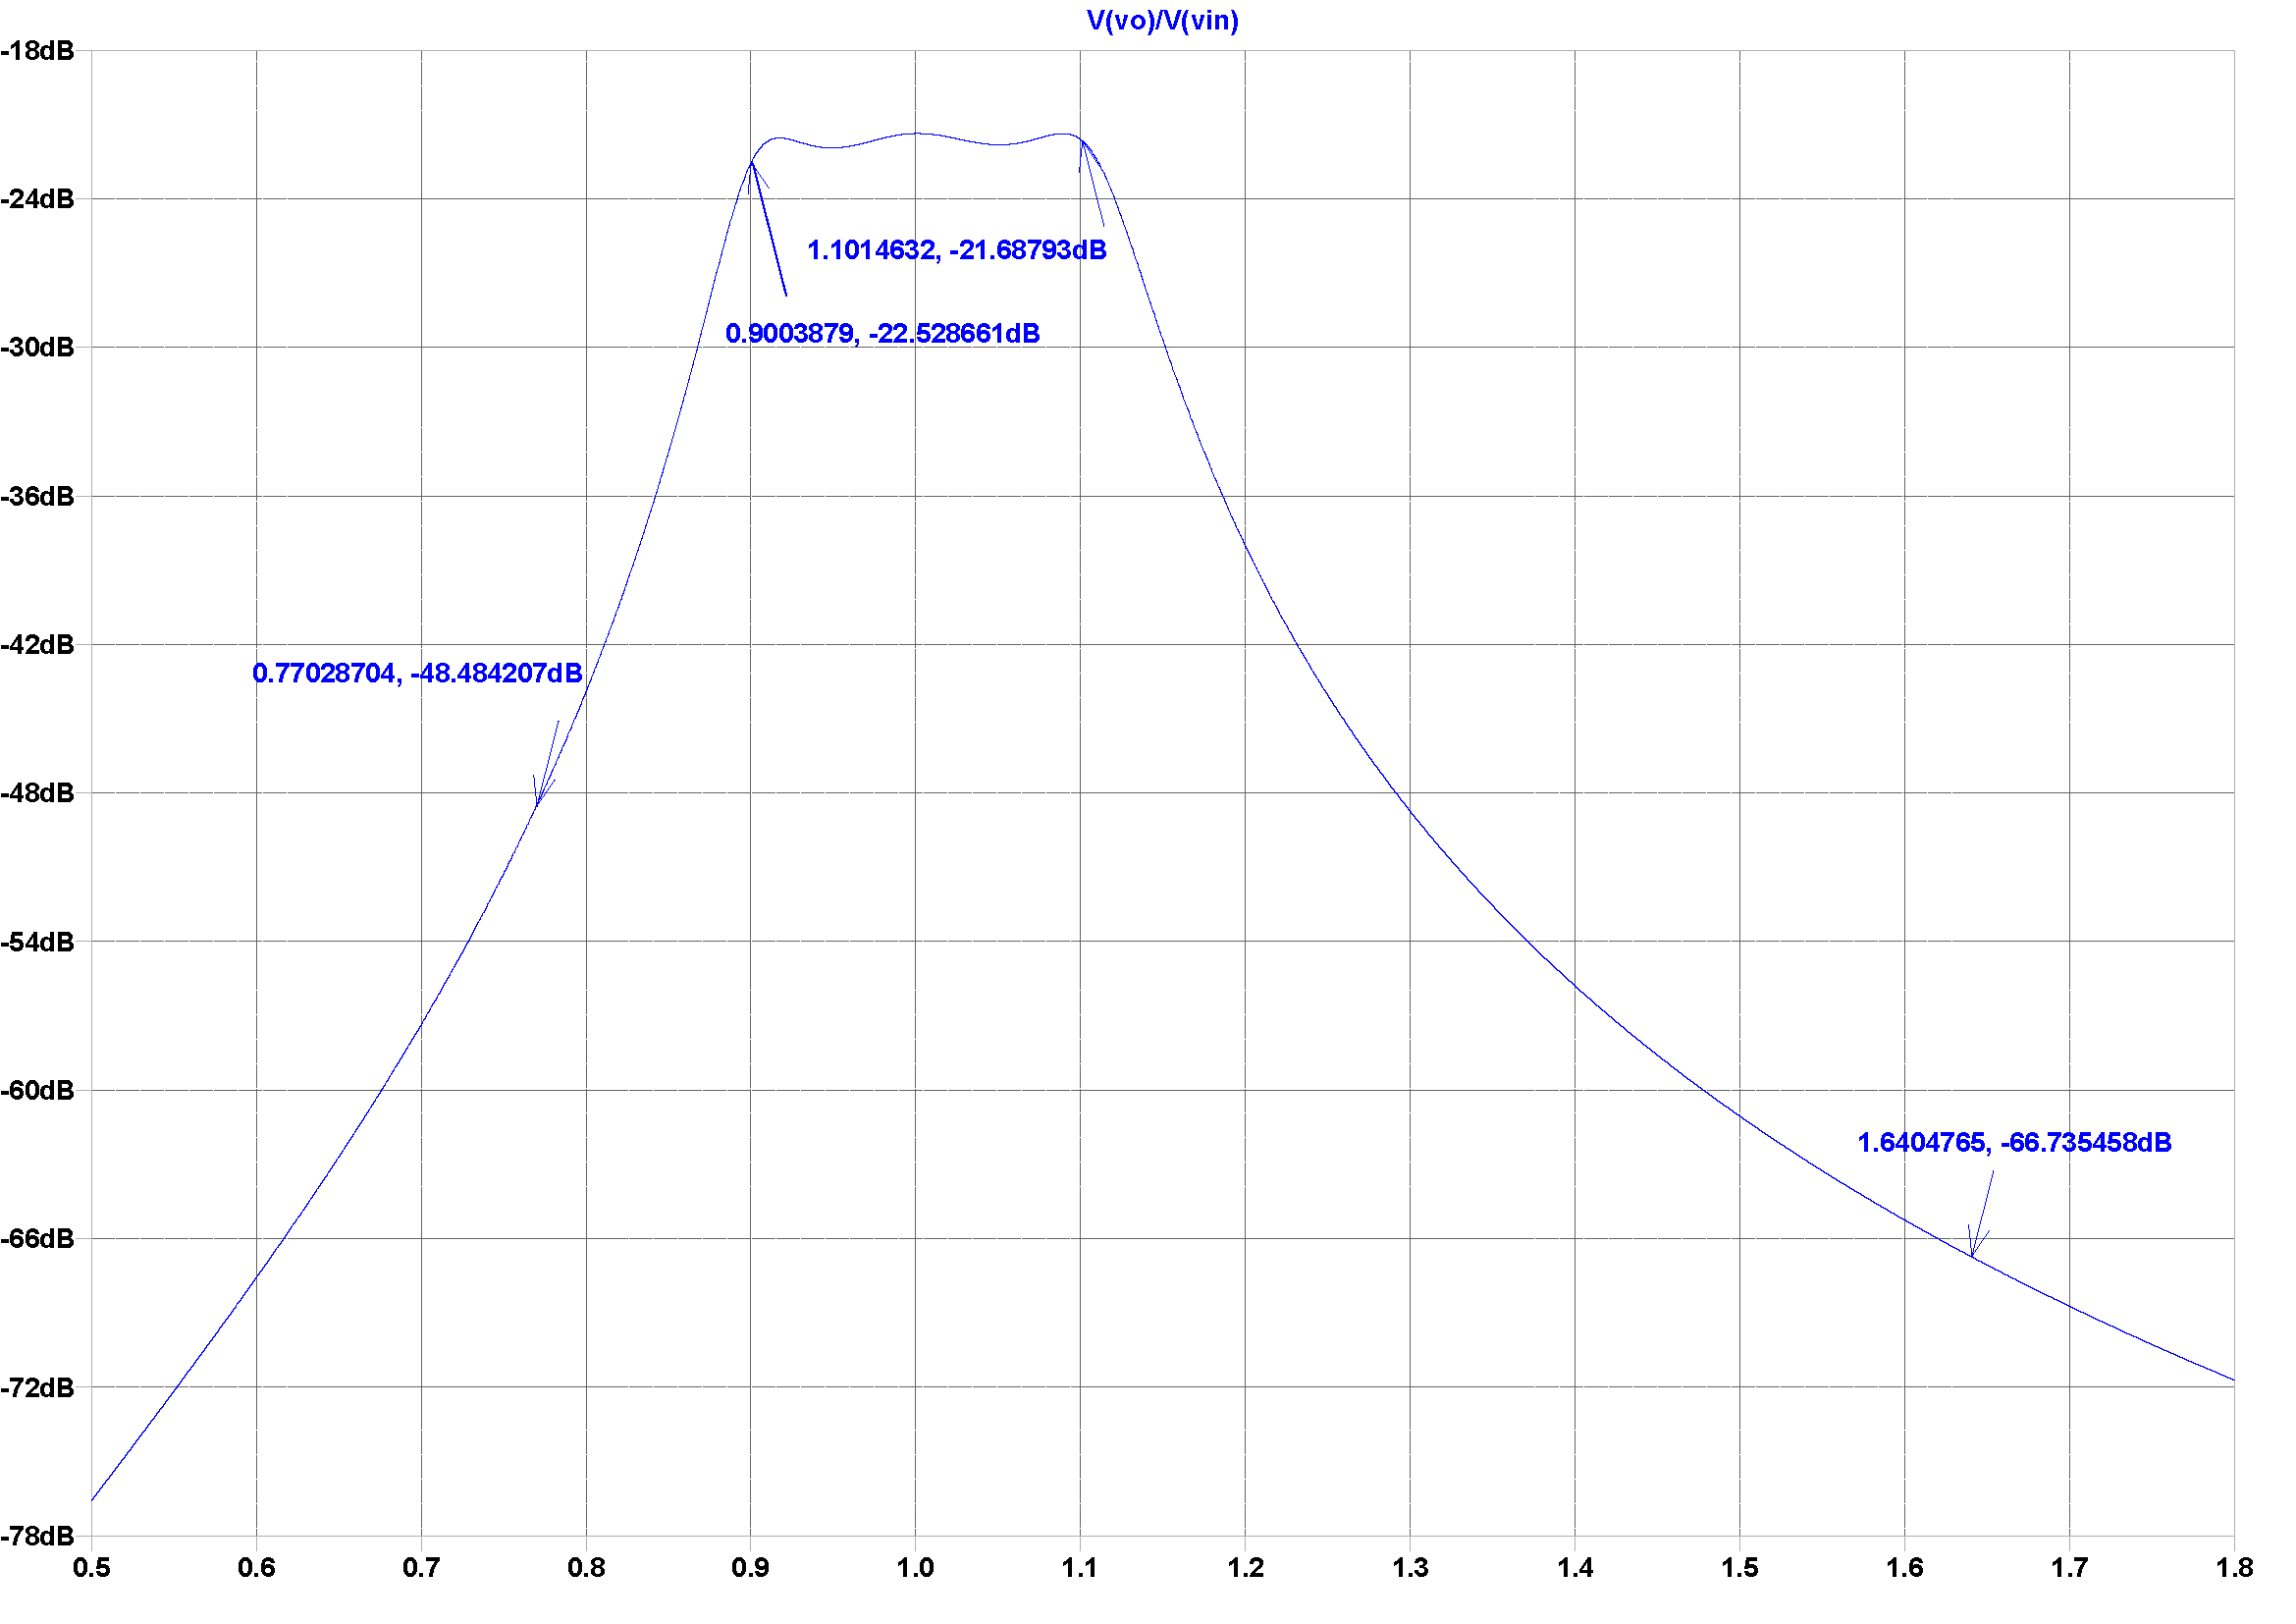 V(vo)/V(vin)
-18dB
-24dB
1.1014632, -21.68793dB
0.9003879, -22.528661dB
-30dB
-36dB
-42dB
0.77028704, -48.484207dB
-48dB
-54dB
-60dB
1.6404765, -66.735458dB
-66dB
-72dB
-78dB
0.5 0.6 0.7 0.8 0.9 1.0 1.1 1.2 1.3 1.4 1.5 1.6 1.7 1.8